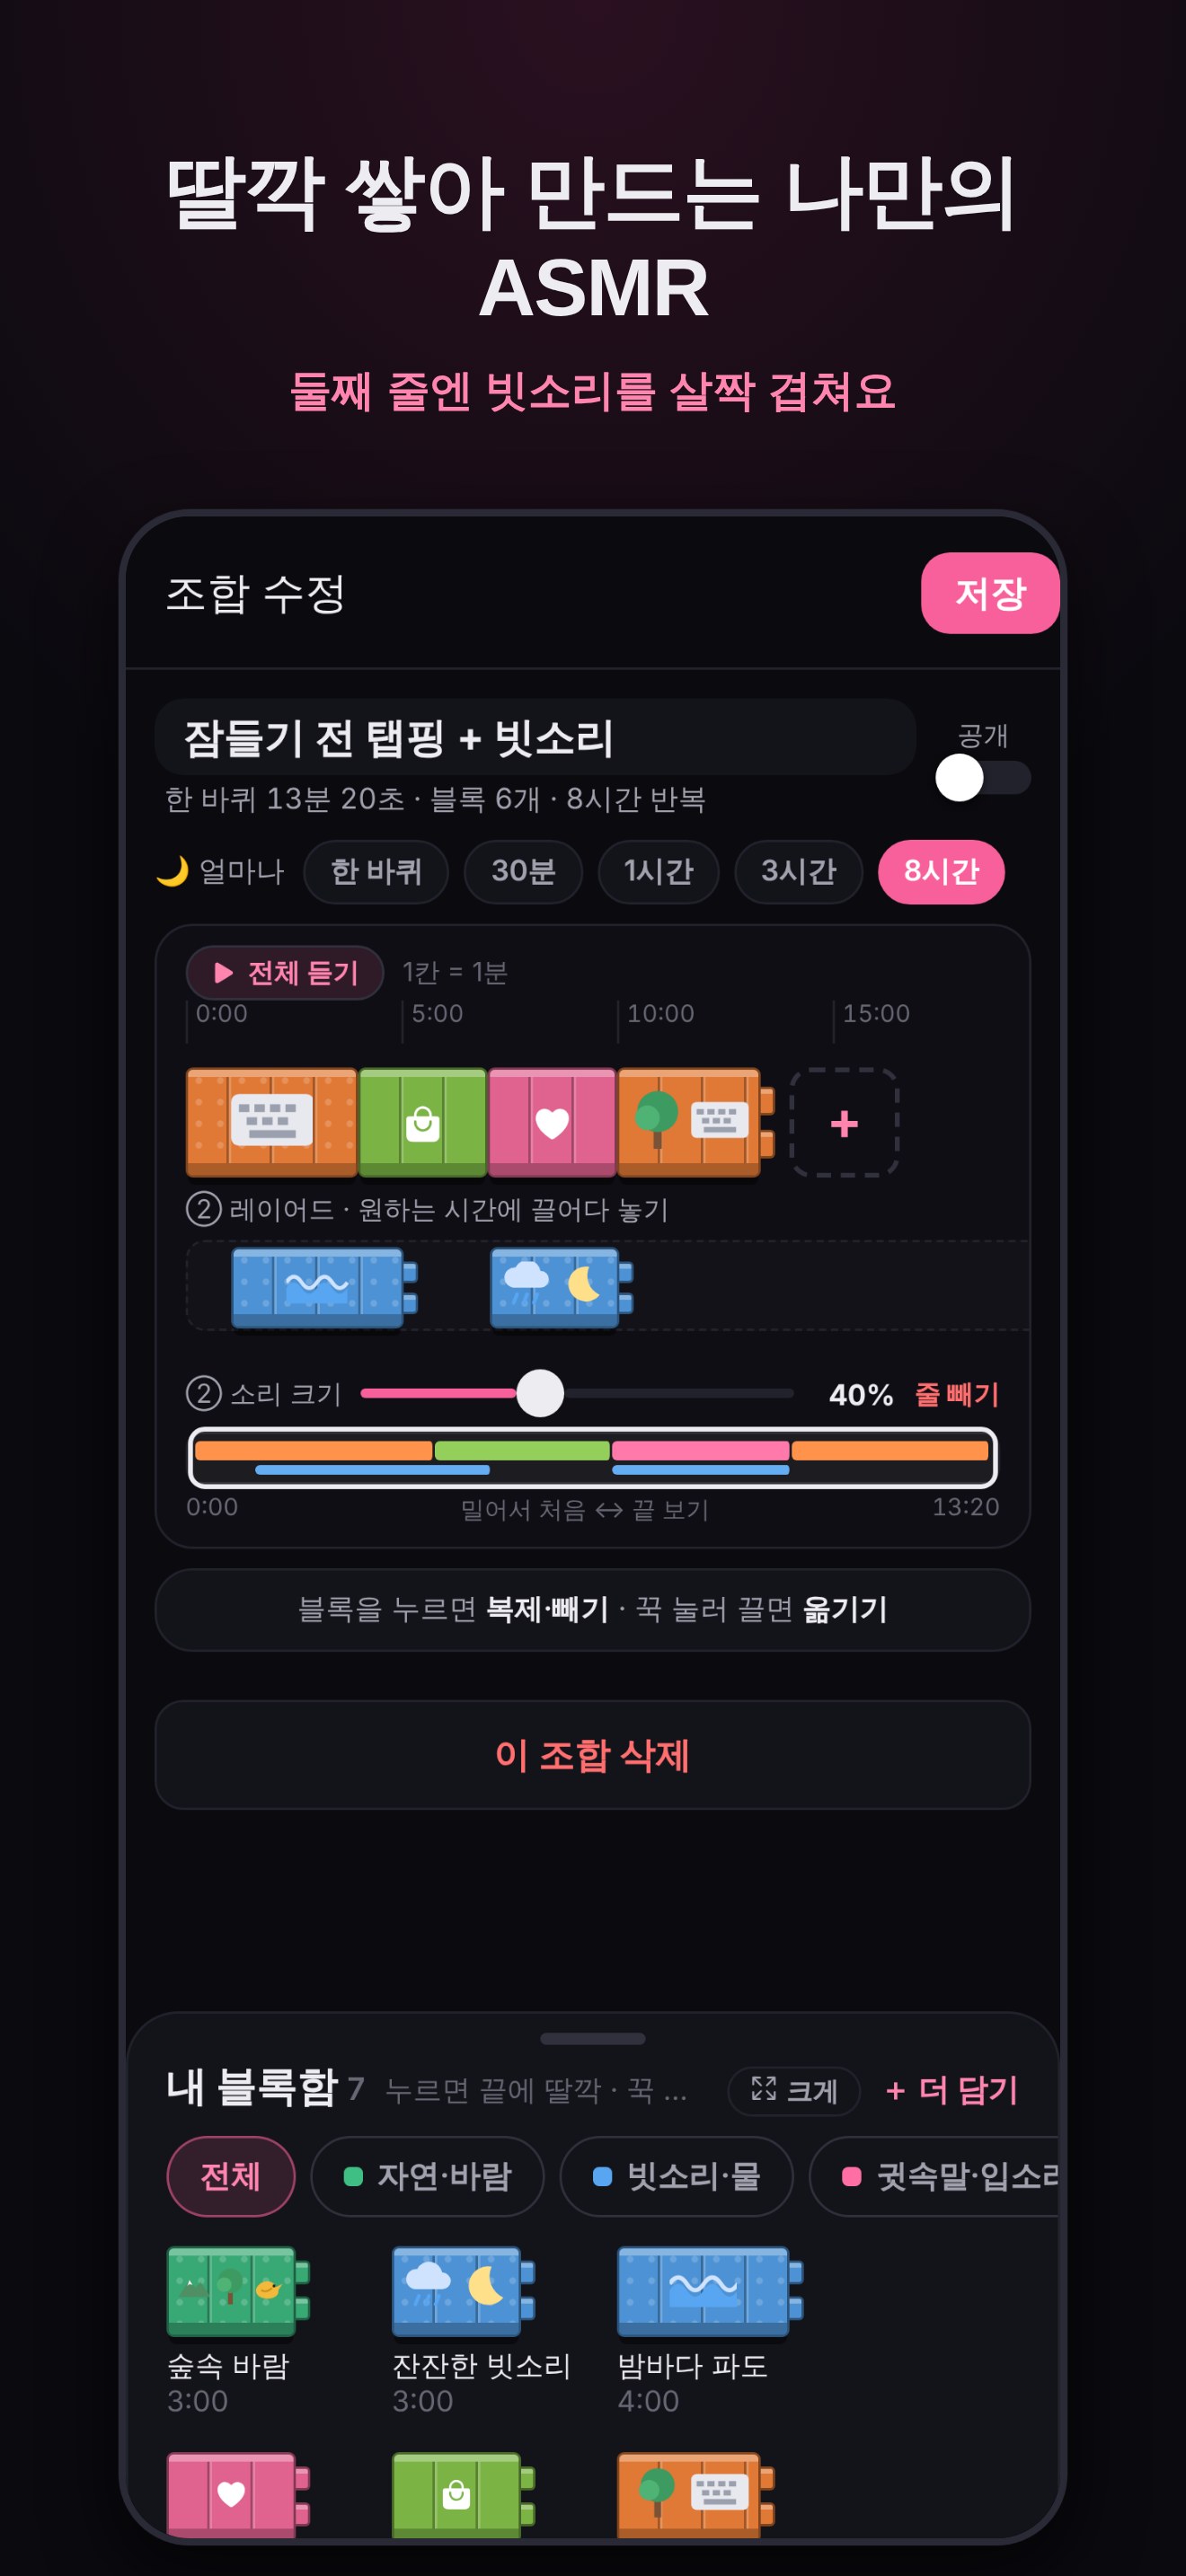 딸깍 쌓아 만드는 나만의
ASMR
둘째 줄엔 빗소리를 살짝 겹쳐요
조합 수정
저장
잠들기 전 탭핑 + 빗소리
공개
한 바퀴 13분 20초 · 블록 6개 · 8시간 반복
🌙 얼마나 한 바퀴 30분 1시간 3시간 8시간
▶ 전체 듣기 1칸 = 1분
0:00 5:00 10:00 15:00
+
② 레이어드 · 원하는 시간에 끌어다 놓기
② 소리 크기 40% 줄 빼기
0:00 밀어서 처음 ↔ 끝 보기 13:20
블록을 누르면 복제·빼기 · 꾹 눌러 끌면 옮기기
이 조합 삭제
내 블록함 7 누르면 끝에 딸깍 · 꾹 ... 크게 + 더 담기
전체 자연·바람 빗소리·물 귓속말·입소리
숲속 바람 잔잔한 빗소리 밤바다 파도
3:00 3:00 4:00